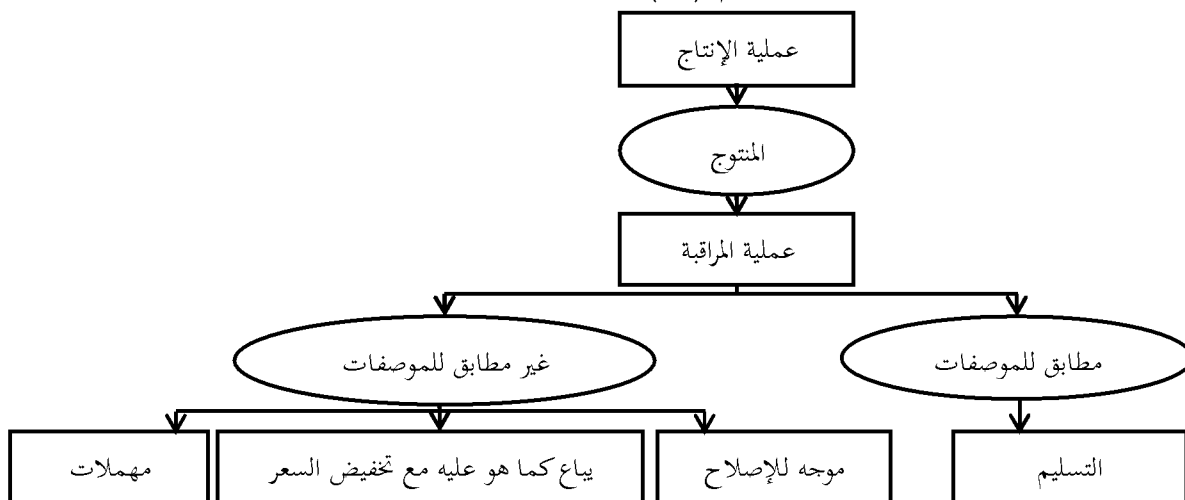 عملية الإنتاج
المنتوج
عملية المراقبة
مطابق للموصفات
غير مطابق للموصفات
التسليم
موجه للإصلاح
يباع كما هو عليه مع تخفيض السعر
مهملات